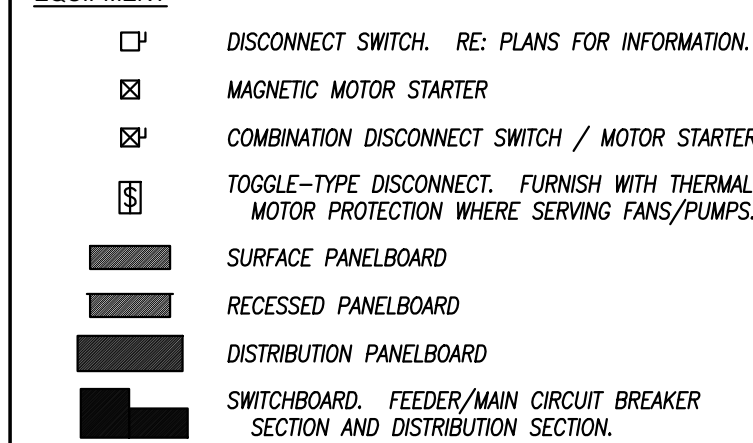 EQUIPMENT
DISCONNECT SWITCH. RE: PLANS FOR INFORMATION.
MAGNETIC MOTOR STARTER
COMBINATION DISCONNECT SWITCH / MOTOR STARTER
$
TOGGLE-TYPE DISCONNECT. FURNISH WITH THERMAL
MOTOR PROTECTION WHERE SERVING FANS/PUMPS.
SURFACE PANELBOARD
RECESSED PANELBOARD
DISTRIBUTION PANELBOARD
SWITCHBOARD. FEEDER/MAIN CIRCUIT BREAKER
SECTION AND DISTRIBUTION SECTION.